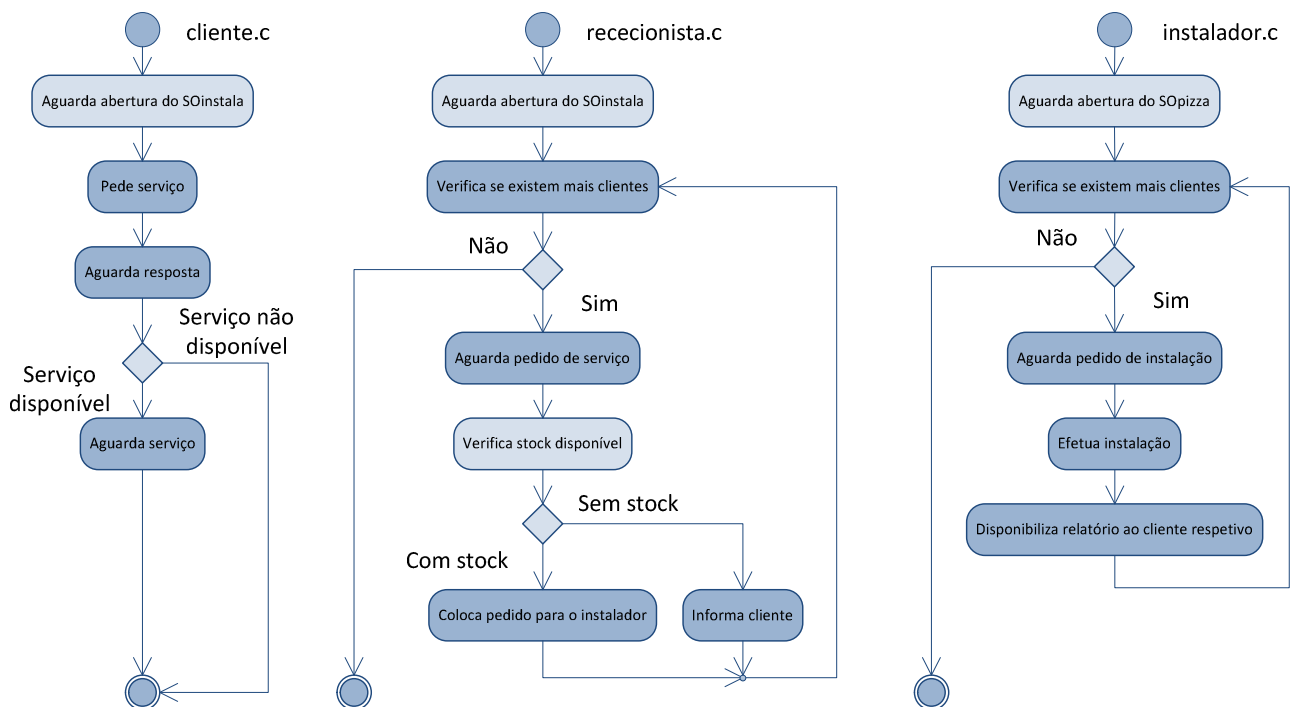 cliente.c
Aguarda abertura do SOinstala
Pede serviço
Aguarda resposta
Serviço não
disponível
Serviço
disponível
Aguarda serviço
rececionista.c
Aguarda abertura do SOinstala
Verifica se existem mais clientes
Não
Sim
Aguarda pedido de serviço
Verifica stock disponível
Sem stock
Com stock
Coloca pedido para o instalador
Informa cliente
instalador.c
Aguarda abertura do SOpizza
Verifica se existem mais clientes
Não
Sim
Aguarda pedido de instalação
Efetua instalação
Disponibiliza relatório ao cliente respetivo